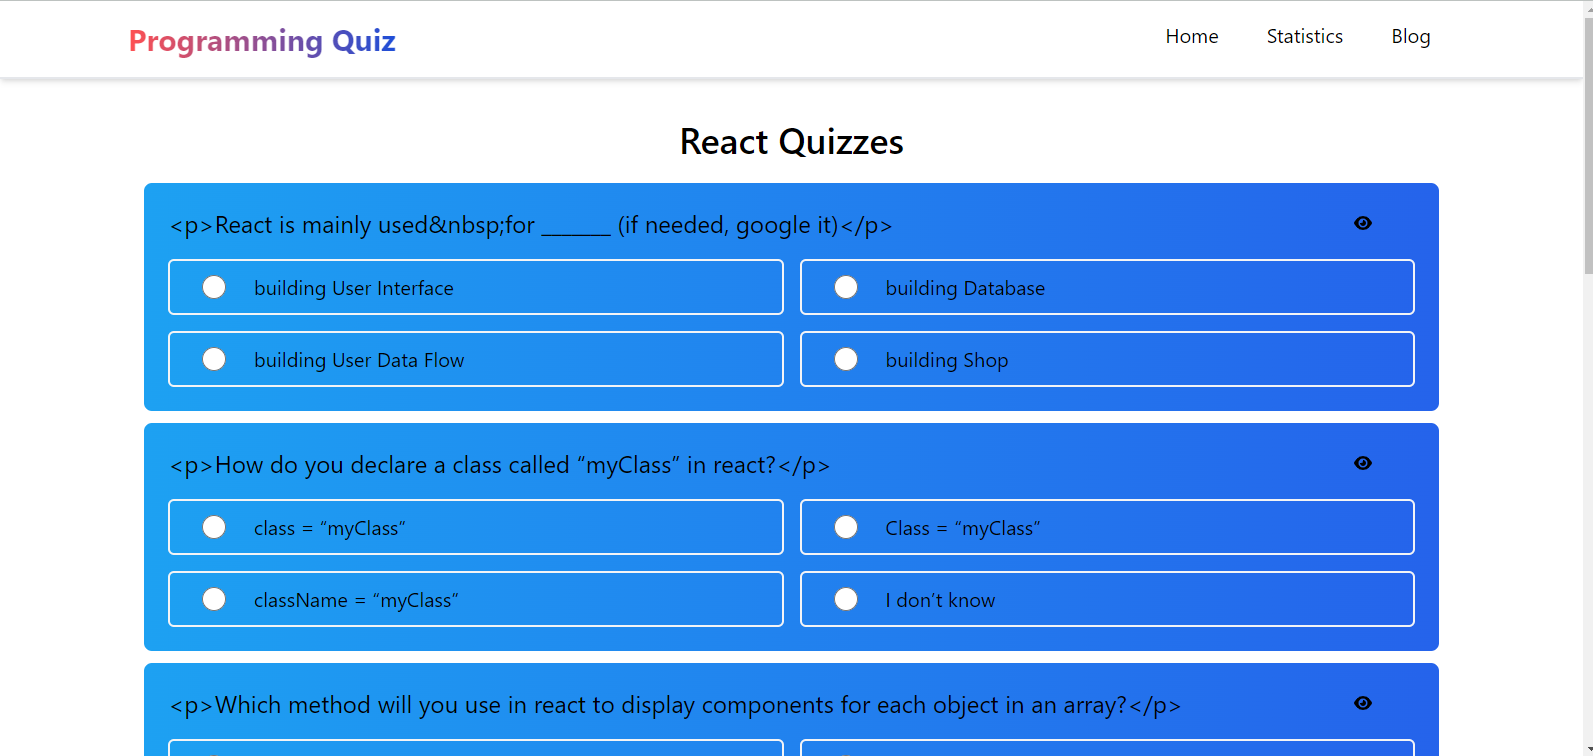 Programming Quiz
Home Statistics Blog
React Quizzes
<p>React is mainly used&nbsp;for ______ (if needed, google it)</p>
building User Interface
building Database
building User Data Flow
building Shop
<p>How do you declare a class called “myClass” in react?</p>
class = “myClass”
Class = “myClass”
className = “myClass”
I don’t know
<p>Which method will you use in react to display components for each object in an array?</p>